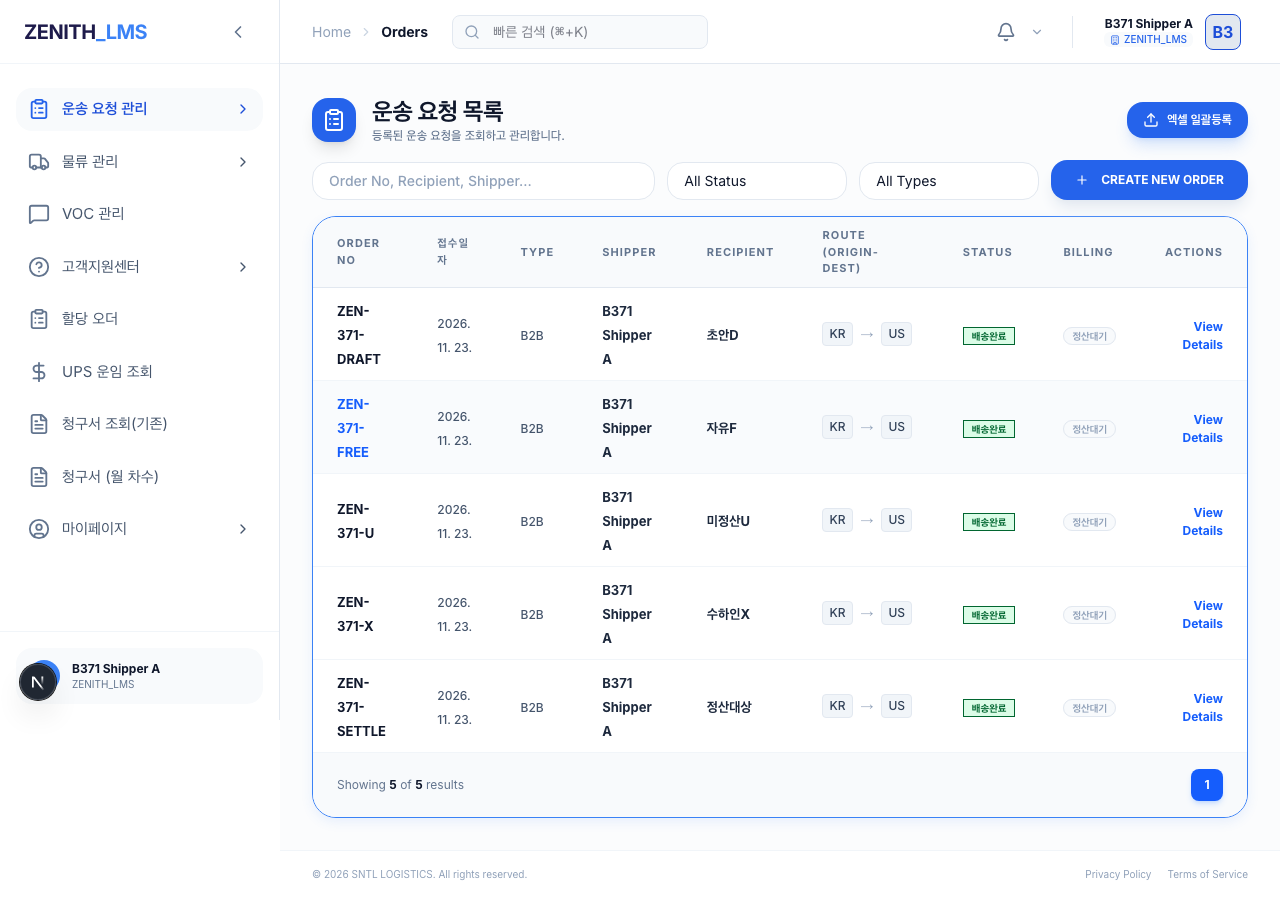 ZENITH_LMS
Home
Orders
빠른 검색 (⌘+K)
B371 Shipper A
ZENITH_LMS
B3
운송 요청 관리
물류 관리
VOC 관리
고객지원센터
할당 오더
UPS 운임 조회
청구서 조회(기존)
청구서 (월 차수)
마이페이지
N
B371 Shipper A
ZENITH_LMS
운송 요청 목록
등록된 운송 요청을 조회하고 관리합니다.
엑셀 일괄등록
Order No, Recipient, Shipper...
All Status
All Types
CREATE NEW ORDER
ORDER
NO
접수일
자
TYPE
SHIPPER
RECIPIENT
ROUTE
(ORIGIN-
DEST)
STATUS
BILLING
ACTIONS
ZEN-
371-
DRAFT
2026.
11. 23.
B2B
B371
Shipper
A
초안D
KR → US
배송완료
정산대기
View
Details
ZEN-
371-
FREE
2026.
11. 23.
B2B
B371
Shipper
A
자유F
KR → US
배송완료
정산대기
View
Details
ZEN-
371-U
2026.
11. 23.
B2B
B371
Shipper
A
미정산U
KR → US
배송완료
정산대기
View
Details
ZEN-
371-X
2026.
11. 23.
B2B
B371
Shipper
A
수하인X
KR → US
배송완료
정산대기
View
Details
ZEN-
371-
SETTLE
2026.
11. 23.
B2B
B371
Shipper
A
정산대상
KR → US
배송완료
정산대기
View
Details
Showing 5 of 5 results
1
© 2026 SNTL LOGISTICS. All rights reserved.
Privacy Policy
Terms of Service